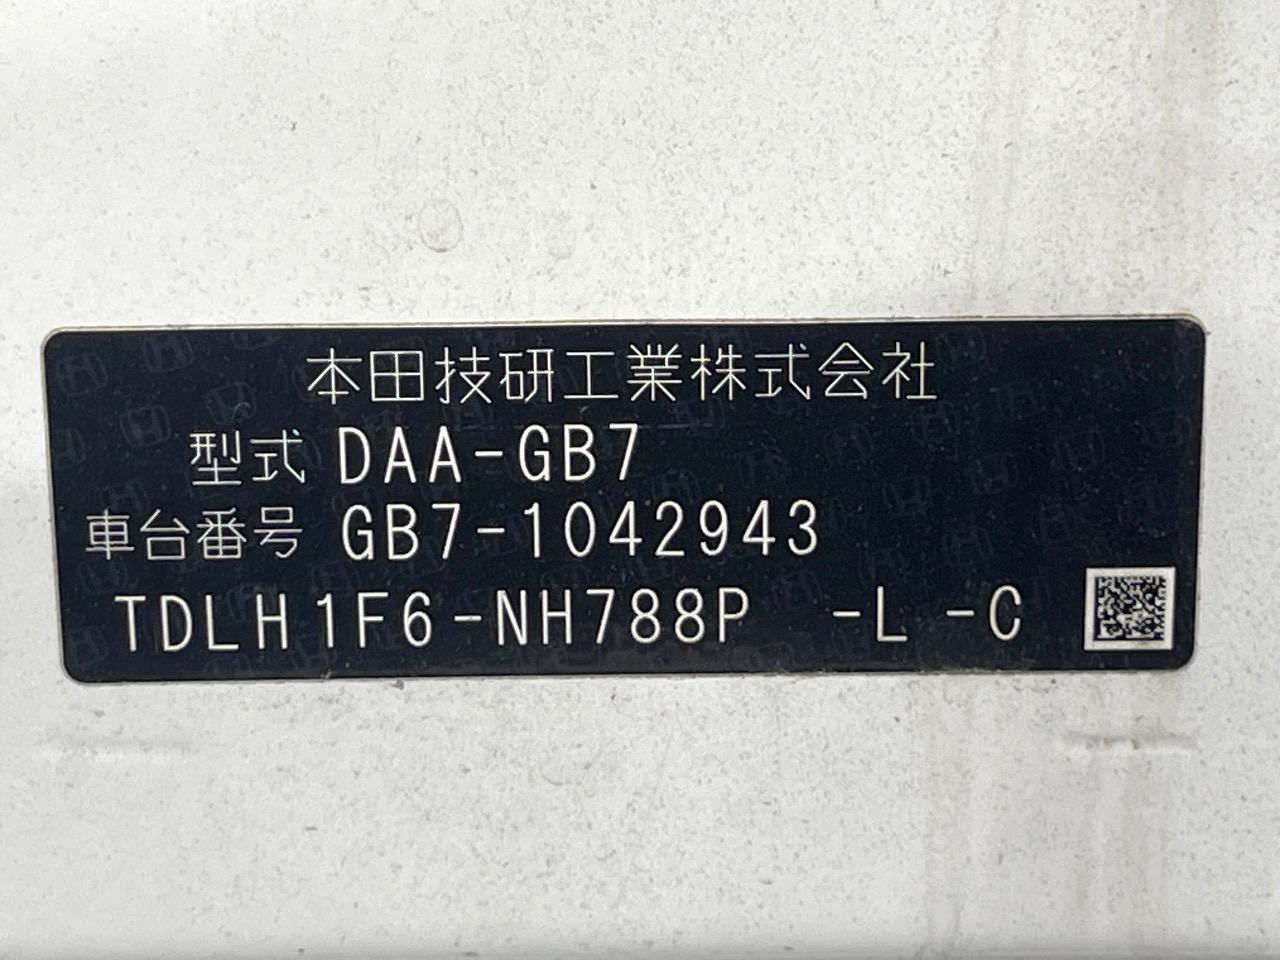 本田技研工業株式会社
型式 DAA-GB7
車台番号 GB7-1042943
TDLH1F6-NH788P -L -C